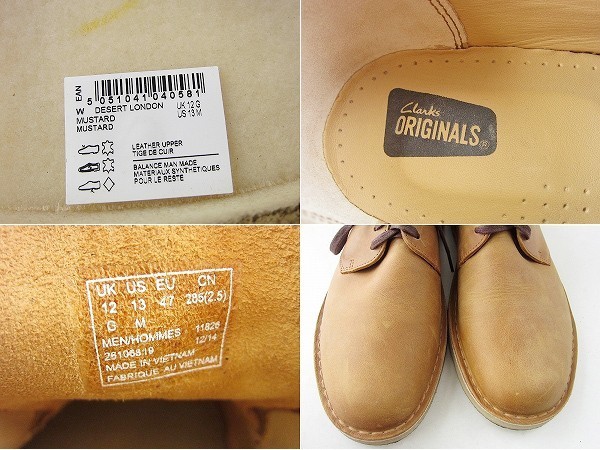 EAN
5 051041 040581
W DESERT LONDON UK 12 G
MUSTARD US 13 M
MUSTARD
LEATHER UPPER
TIGE DE CUIR
BALANCE MAN MADE
MATERIAUX SYNTHETIQUES
POUR LE RESTE
Clarks
ORIGINALS
UK US EU CN
12 13 47 285(2.5)
G M
MEN/HOMMES 11826
26106819 12/14
MADE IN VIETNAM
FABRIQUE AU VIETNAM